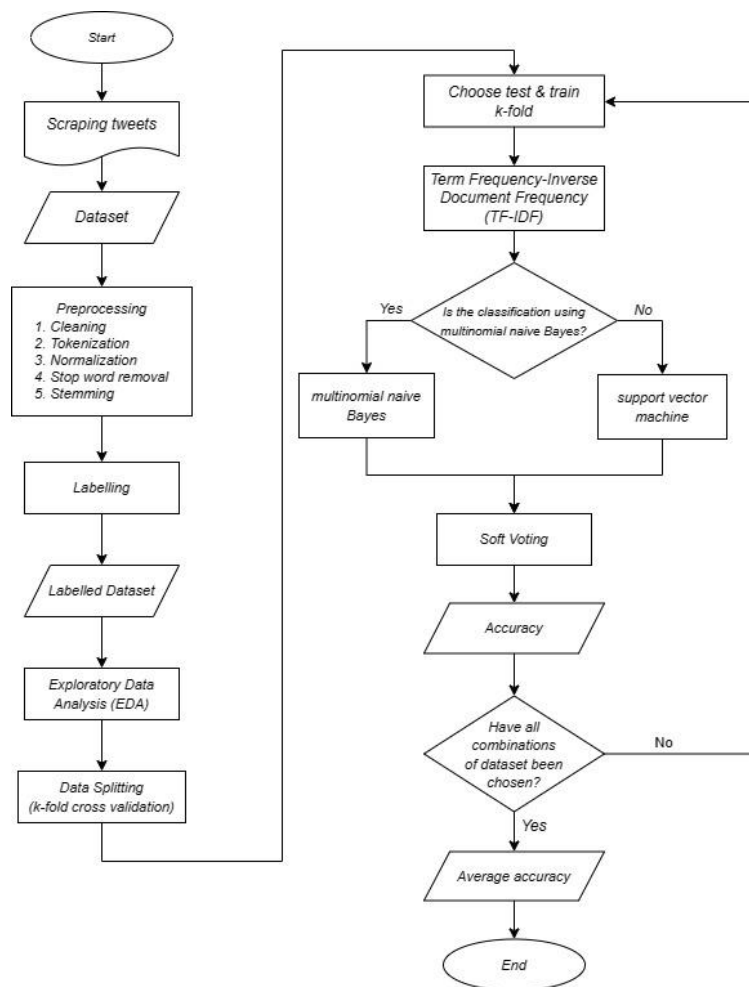 Start
Scraping tweets
Dataset
Preprocessing
1. Cleaning
2. Tokenization
3. Normalization
4. Stop word removal
5. Stemming
Labelling
Labelled Dataset
Exploratory Data
Analysis (EDA)
Data Splitting
(k-fold cross validation)
Choose test & train
k-fold
Term Frequency-Inverse
Document Frequency
(TF-IDF)
Is the classification using
multinomial naive Bayes?
Yes
No
multinomial naive
Bayes
support vector
machine
Soft Voting
Accuracy
Have all
combinations
of dataset been
chosen?
No
Yes
Average accuracy
End